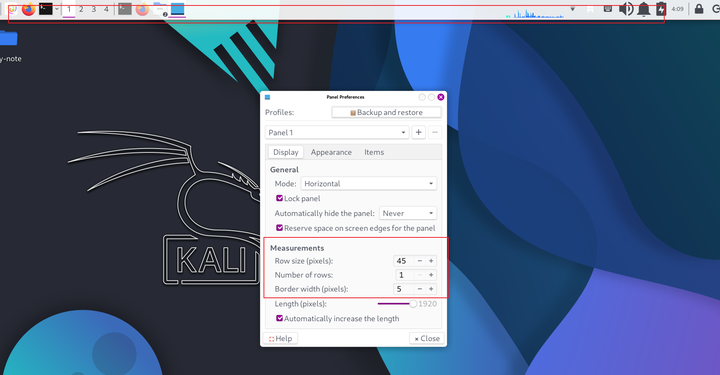 1 2 3 4
4:09
y-note
Panel Preferences
Profiles:
Backup and restore
Panel 1
Display Appearance Items
General
Mode: Horizontal
Lock panel
Automatically hide the panel: Never
Reserve space on screen edges for the panel
Measurements
Row size (pixels): 45 − +
Number of rows: 1 − +
Border width (pixels): 5 − +
Length (pixels): 1920
Automatically increase the length
Help
× Close
KALI